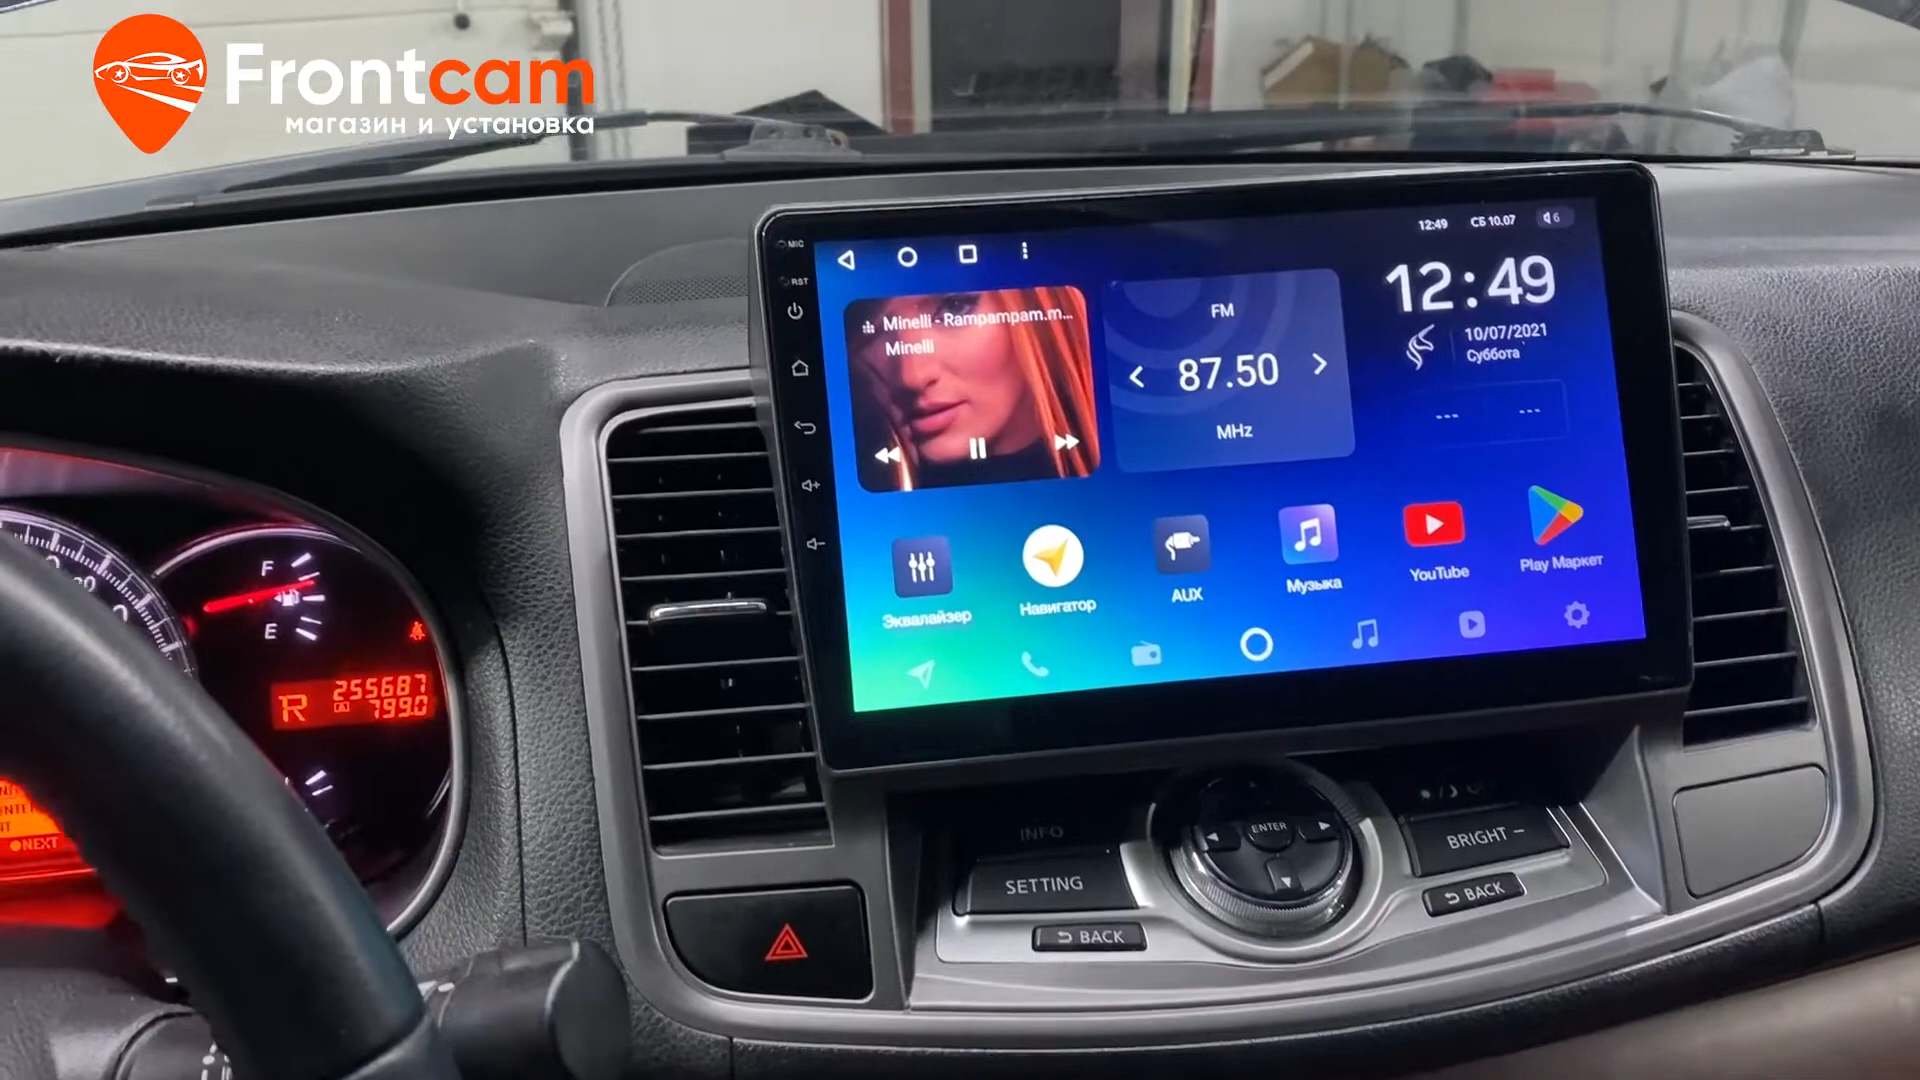 Frontcam
магазин и установка
12:49 СБ 10.07 6
MIC
RST
12:49
10/07/2021
Суббота
--- ---
Minelli - Rampampam.m...
Minelli
FM
87.50
MHz
Эквалайзер
Навигатор
AUX
Музыка
YouTube
Play Маркет
F
E
R 255687
A 799.0
NEXT
INFO
SETTING
BACK
ENTER
BRIGHT −
BACK